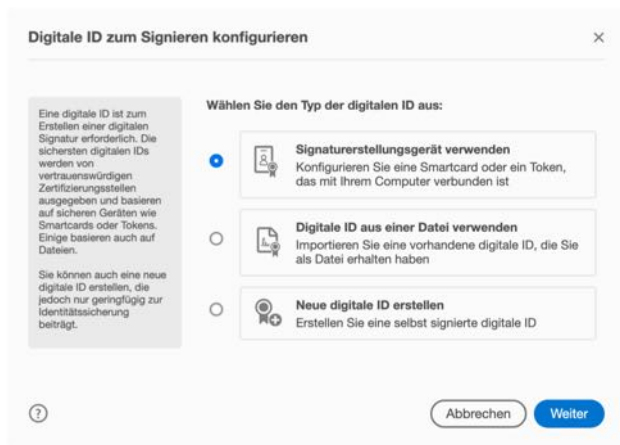 Digitale ID zum Signieren konfigurieren
Eine digitale ID ist zum
Erstellen einer digitalen
Signatur erforderlich. Die
sichersten digitalen IDs
werden von
vertrauenswürdigen
Zertifizierungsstellen
ausgegeben und basieren
auf sicheren Geräten wie
Smartcards oder Tokens.
Einige basieren auch auf
Dateien.
Sie können auch eine neue
digitale ID erstellen, die
jedoch nur geringfügig zur
Identitätssicherung
beiträgt.
Wählen Sie den Typ der digitalen ID aus:
Signaturerstellungsgerät verwenden
Konfigurieren Sie eine Smartcard oder ein Token,
das mit Ihrem Computer verbunden ist
Digitale ID aus einer Datei verwenden
Importieren Sie eine vorhandene digitale ID, die Sie
als Datei erhalten haben
Neue digitale ID erstellen
Erstellen Sie eine selbst signierte digitale ID
?
Abbrechen
Weiter